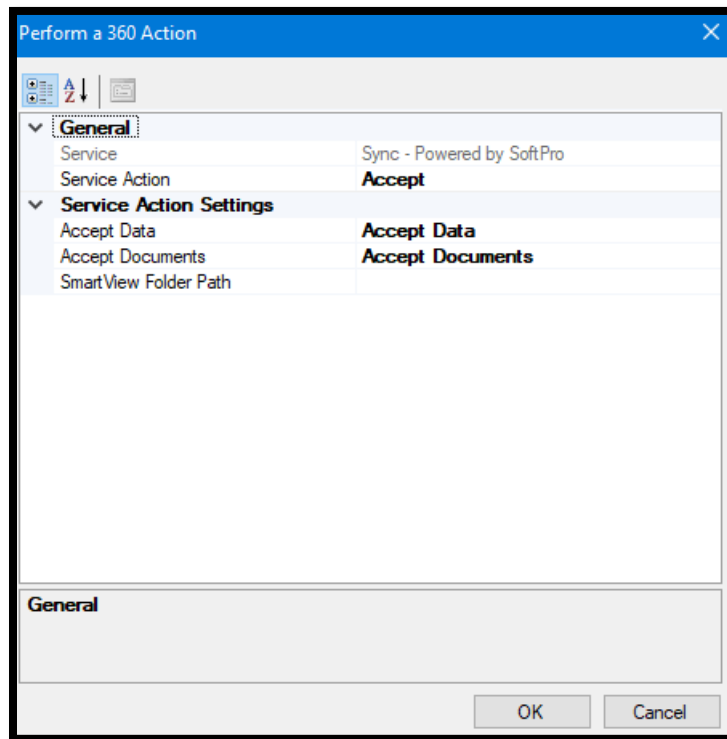 Perform a 360 Action
A
Z
General
Service Sync - Powered by SoftPro
Service Action Accept
Service Action Settings
Accept Data Accept Data
Accept Documents Accept Documents
SmartView Folder Path
General
OK Cancel